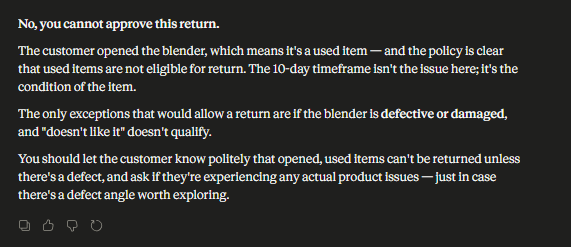 No, you cannot approve this return.
The customer opened the blender, which means it's a used item — and the policy is clear
that used items are not eligible for return. The 10-day timeframe isn't the issue here; it's the
condition of the item.
The only exceptions that would allow a return are if the blender is defective or damaged,
and "doesn't like it" doesn't qualify.
You should let the customer know politely that opened, used items can't be returned unless
there's a defect, and ask if they're experiencing any actual product issues — just in case
there's a defect angle worth exploring.